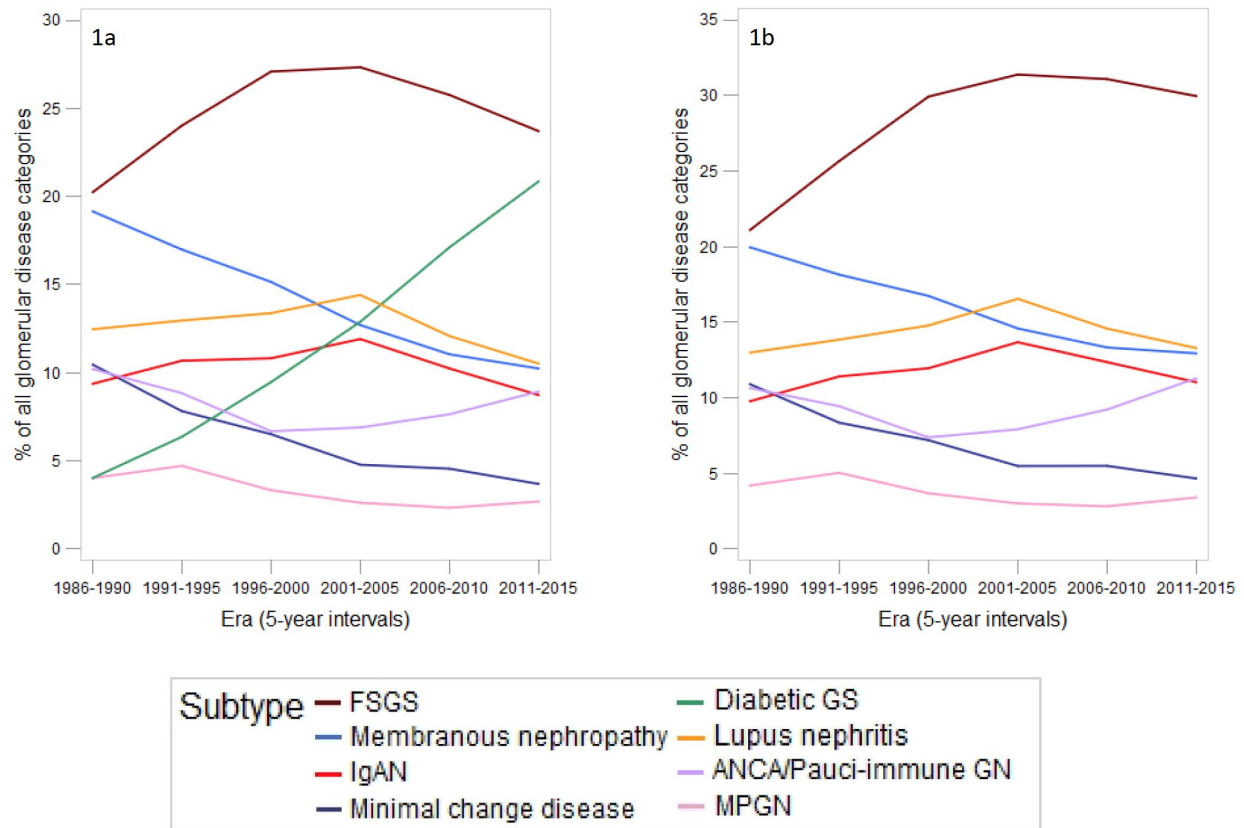 1a
% of all glomerular disease categories
30
25
20
15
10
5
0
1986-1990 1991-1995 1996-2000 2001-2005 2006-2010 2011-2015
Era (5-year intervals)
1b
% of all glomerular disease categories
35
30
25
20
15
10
5
0
1986-1990 1991-1995 1996-2000 2001-2005 2006-2010 2011-2015
Era (5-year intervals)
Subtype
FSGS
Membranous nephropathy
IgAN
Minimal change disease
Diabetic GS
Lupus nephritis
ANCA/Pauci-immune GN
MPGN